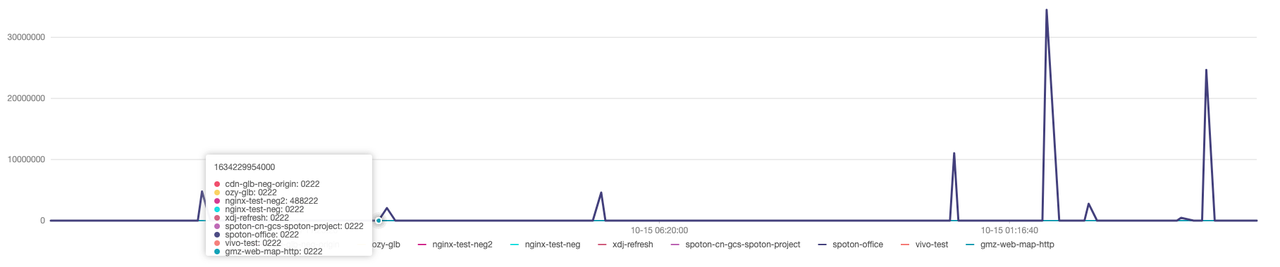 30000000
20000000
10000000
0
1634229954000
cdn-glb-neg-origin: 0222
ozy-glb: 0222
nginx-test-neg2: 488222
nginx-test-neg: 0222
xdj-refresh: 0222
spoton-cn-gcs-spoton-project: 0222
spoton-office: 0222
vivo-test: 0222
gmz-web-map-http: 0222
10-15 06:20:00 10-15 01:16:40
ozy-glb nginx-test-neg2 nginx-test-neg xdj-refresh spoton-cn-gcs-spoton-project spoton-office vivo-test gmz-web-map-http